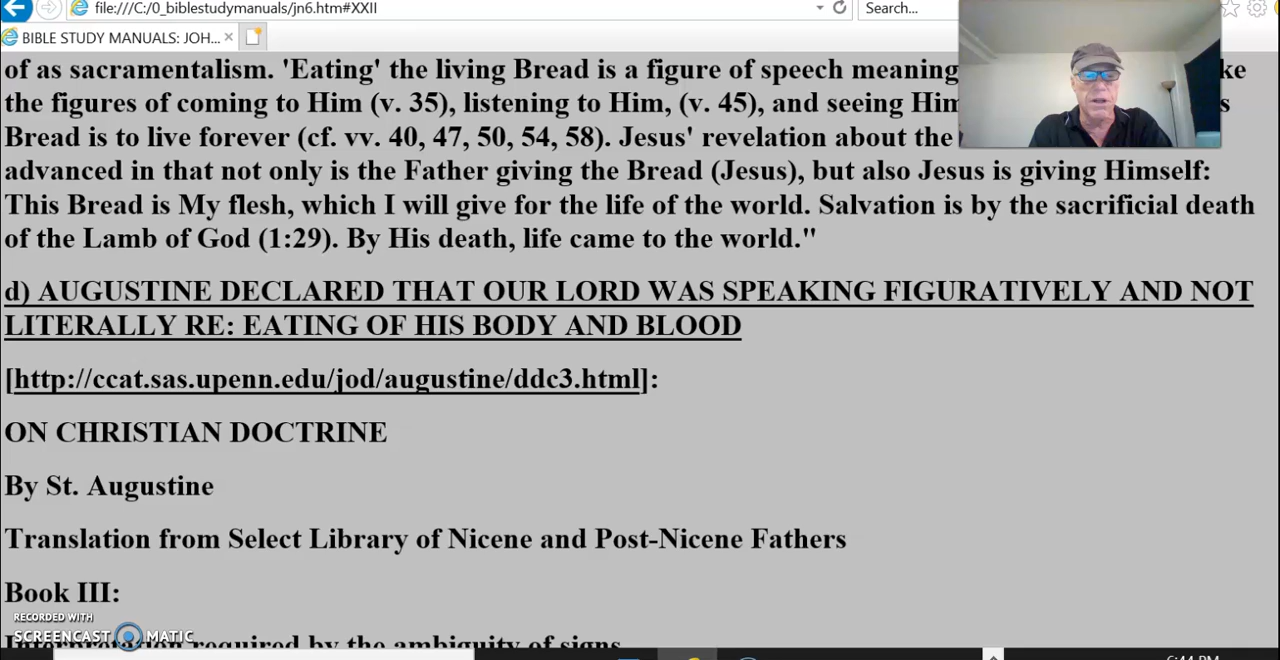 file:///C:/0_biblestudymanuals/jn6.htm#XXII
Search...
BIBLE STUDY MANUALS: JOH...
of as sacramentalism. 'Eating' the living Bread is a figure of speech meaning
the figures of coming to Him (v. 35), listening to Him, (v. 45), and seeing Him
Bread is to live forever (cf. vv. 40, 47, 50, 54, 58). Jesus' revelation about the
advanced in that not only is the Father giving the Bread (Jesus), but also Jesus is giving Himself:
This Bread is My flesh, which I will give for the life of the world. Salvation is by the sacrificial death
of the Lamb of God (1:29). By His death, life came to the world."
d) AUGUSTINE DECLARED THAT OUR LORD WAS SPEAKING FIGURATIVELY AND NOT
LITERALLY RE: EATING OF HIS BODY AND BLOOD
[http://ccat.sas.upenn.edu/jod/augustine/ddc3.html]:
ON CHRISTIAN DOCTRINE
By St. Augustine
Translation from Select Library of Nicene and Post-Nicene Fathers
Book III:
RECORDED WITH
SCREENCAST MATIC
Interpretation required by the ambiguity of signs
6:44 PM